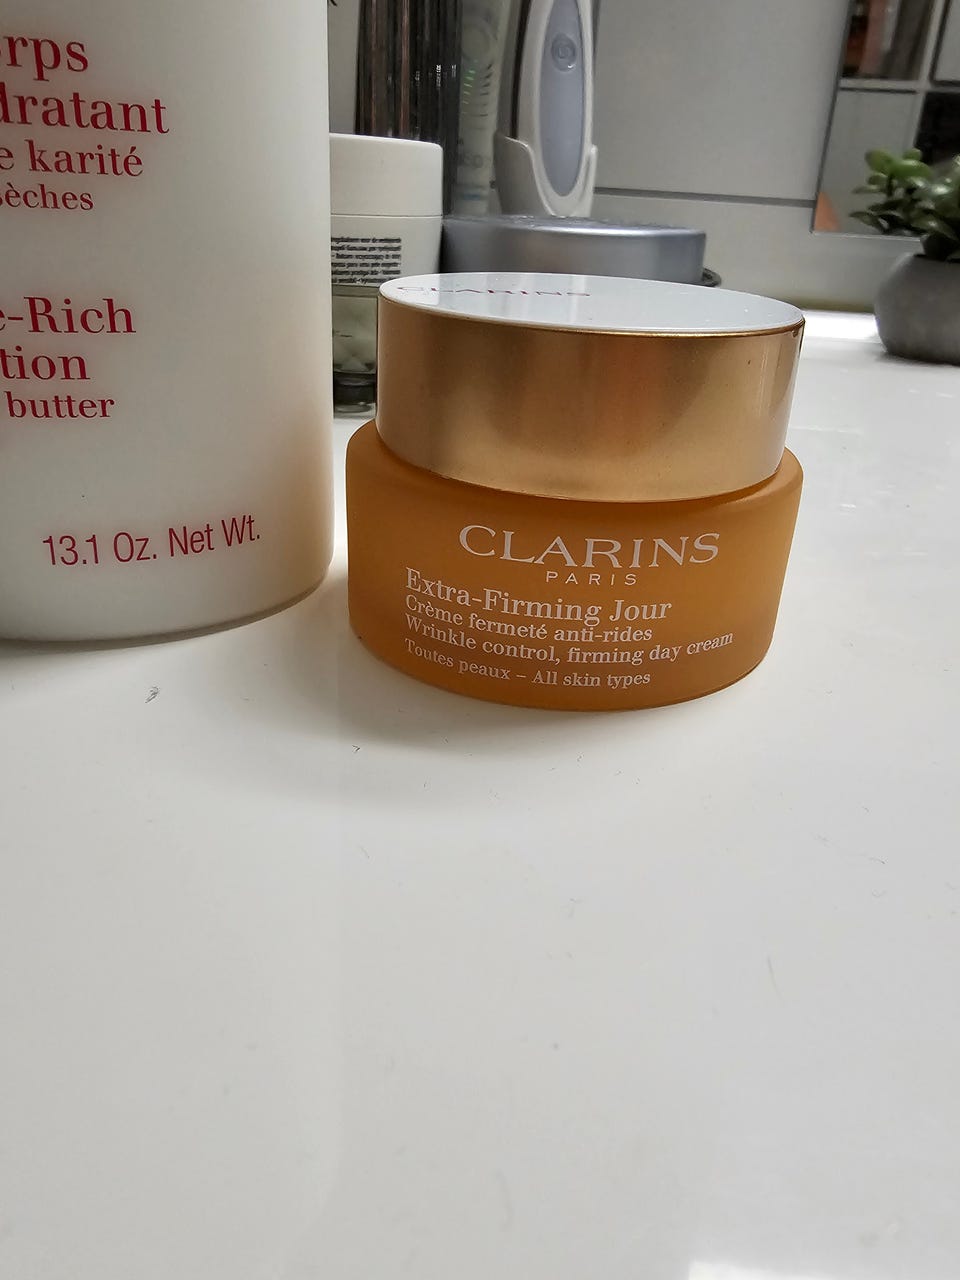 rps
dratant
e karité
sèches
e-Rich
tion
butter
13.1 Oz. Net Wt.
CLARINS
CLARINS
PARIS
Extra-Firming Jour
Crème fermeté anti-rides
Wrinkle control, firming day cream
Toutes peaux – All skin types